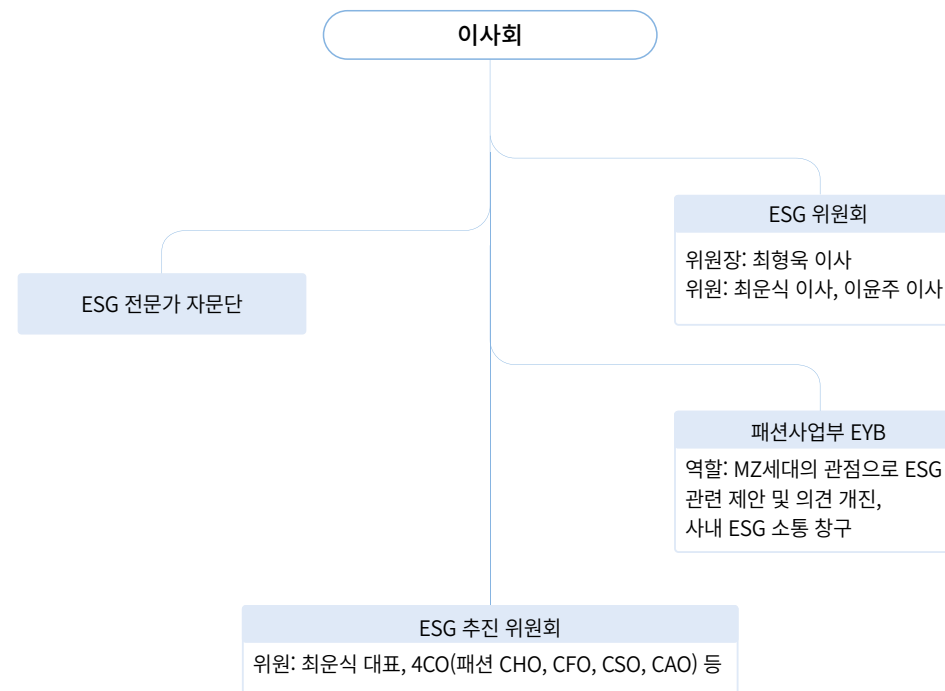 이사회
ESG 위원회
위원장: 최형욱 이사
위원: 최운식 이사, 이윤주 이사
ESG 전문가 자문단
패션사업부 EYB
역할: MZ세대의 관점으로 ESG
관련 제안 및 의견 개진,
사내 ESG 소통 창구
ESG 추진 위원회
위원: 최운식 대표, 4CO(패션 CHO, CFO, CSO, CAO) 등